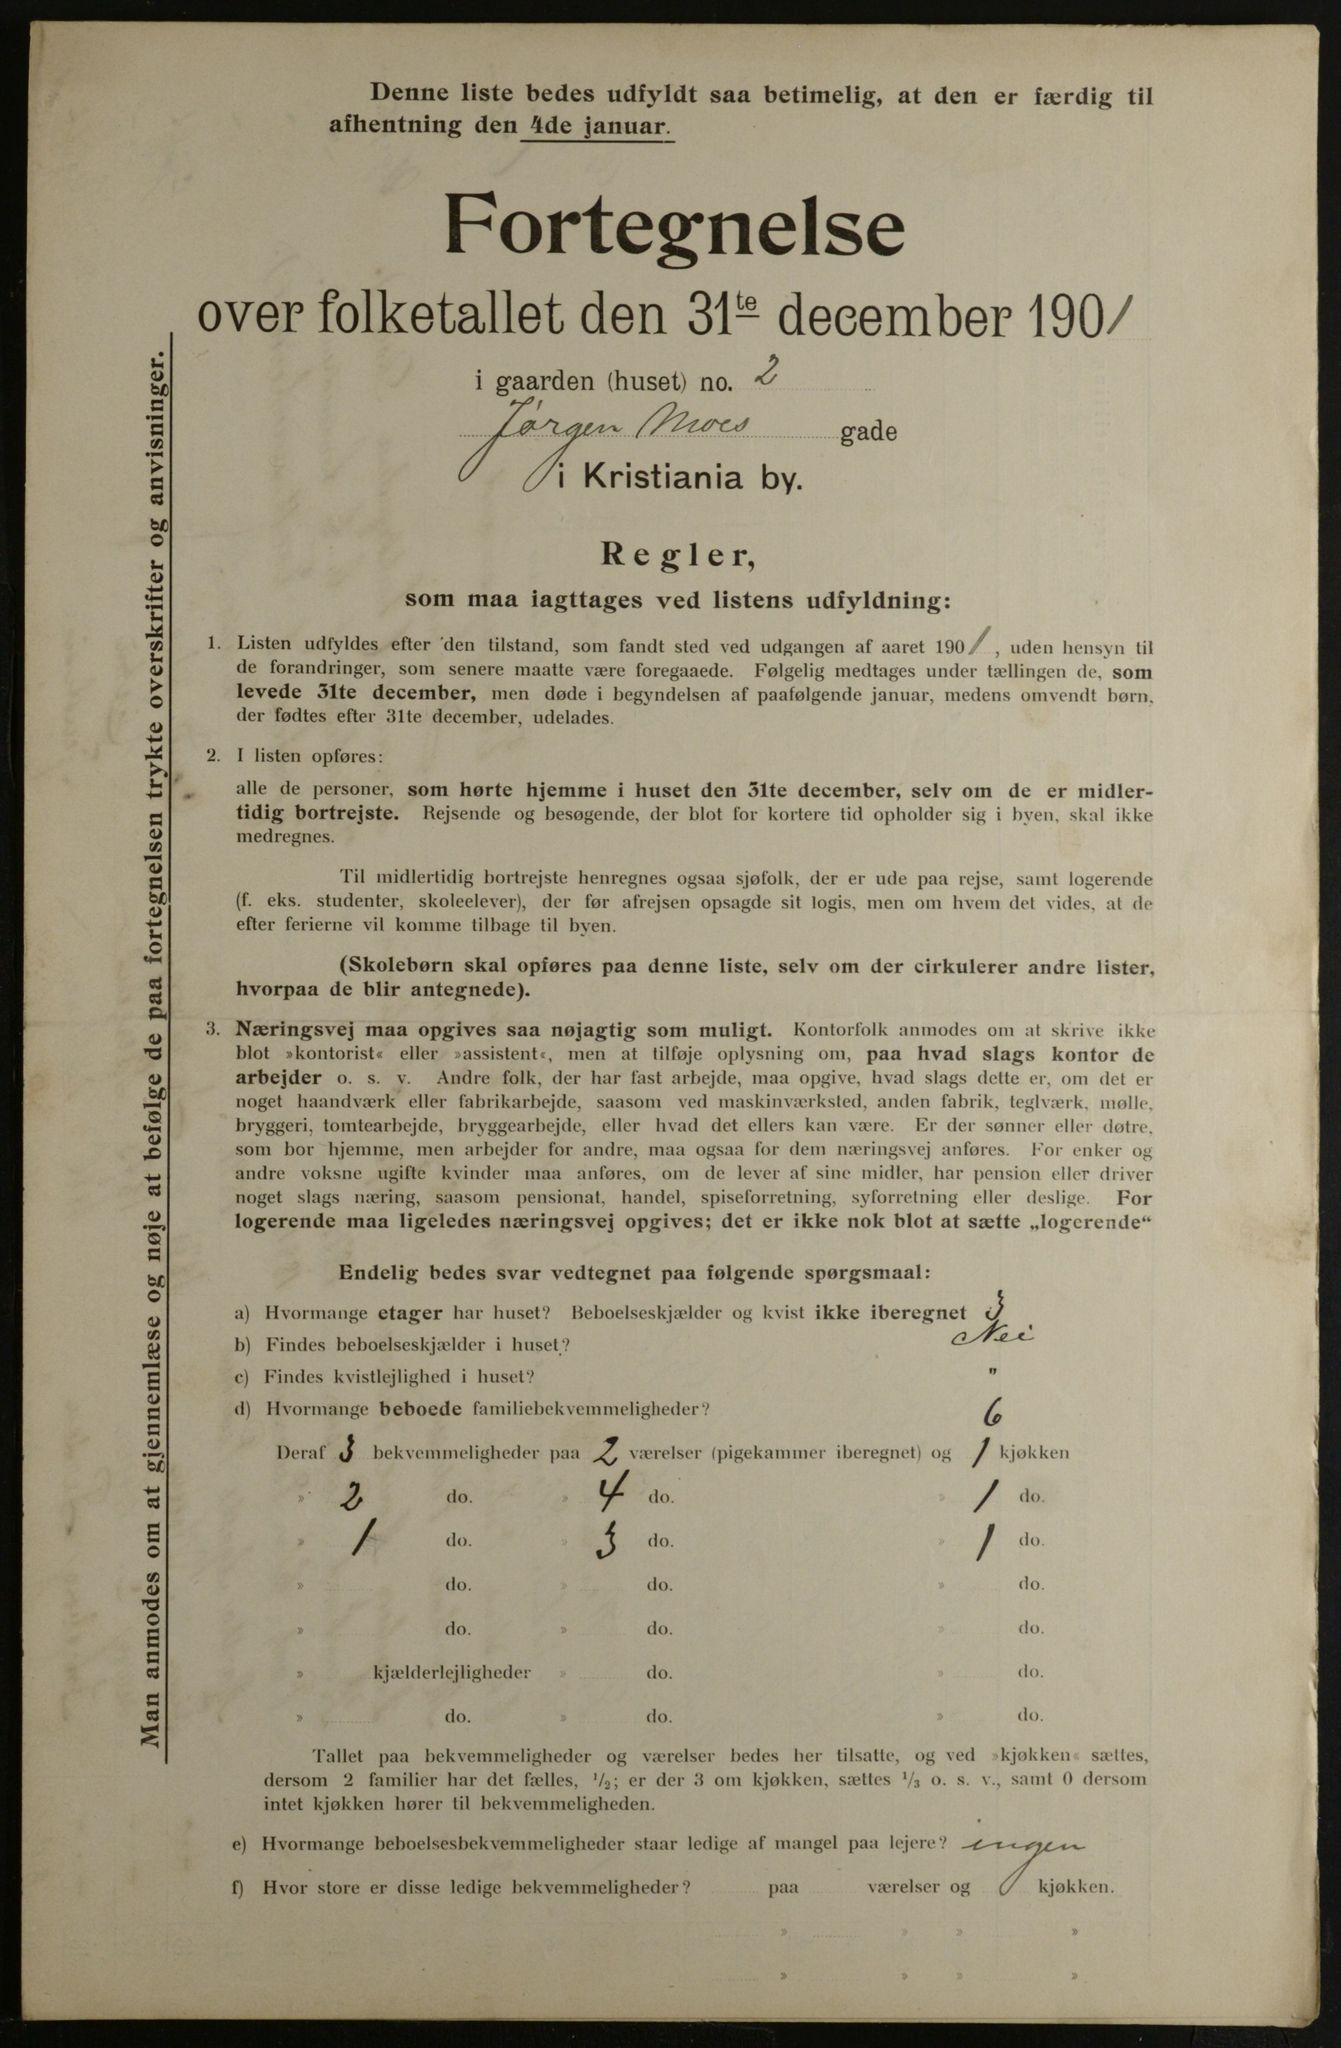 Denne liste bedes udfyldt saa betimelig, at den er færdig til
afhentning den 4de januar.
Fortegnelse
over folketallet den 31te december 1901
i gaarden (huset) no. 2
Jørgen Moes gade
i Kristiania by.
Regler,
som maa iagttages ved listens udfyldning:
1. Listen udfyldes efter den tilstand, som fandt sted ved udgangen af aaret 1901, uden hensyn til
de forandringer, som senere maatte være foregaaede. Følgelig medtages under tællingen de, som
levede 31te december, men døde i begyndelsen af paafølgende januar, medens omvendt børn,
der fødtes efter 31te december, udelades.
2. I listen opføres:
alle de personer, som hørte hjemme i huset den 31te december, selv om de er midler-
tidig bortrejste. Rejsende og besøgende, der blot for kortere tid opholder sig i byen, skal ikke
medregnes.
Til midlertidig bortrejste henregnes ogsaa sjøfolk, der er ude paa rejse, samt logerende
(f. eks. studenter, skoleelever), der før afrejsen opsagde sit logis, men om hvem det vides, at de
efter ferierne vil komme tilbage til byen.
(Skolebørn skal opføres paa denne liste, selv om der cirkulerer andre lister,
hvorpaa de blir antegnede).
3. Næringsvej maa opgives saa nøjagtig som muligt. Kontorfolk anmodes om at skrive ikke
blot »kontorist« eller »assistent«, men at tilføje oplysning om, paa hvad slags kontor de
arbejder o. s. v. Andre folk, der har fast arbejde, maa opgive, hvad slags dette er, om det er
noget haandværk eller fabrikarbejde, saasom ved maskinværksted, anden fabrik, teglværk, mølle,
bryggeri, tomtearbejde, bryggearbejde, eller hvad det ellers kan være. Er der sønner eller døtre,
som bor hjemme, men arbejder for andre, maa ogsaa for dem næringsvej anføres. For enker og
andre voksne ugifte kvinder maa anføres, om de lever af sine midler, har pension eller driver
noget slags næring, saasom pensionat, handel, spiseforretning, syforretning eller deslige. For
logerende maa ligeledes næringsvej opgives; det er ikke nok blot at sætte „logerende“
Endelig bedes svar vedtegnet paa følgende spørgsmaal:
a) Hvormange etager har huset? Beboelseskjælder og kvist ikke iberegnet 3
b) Findes beboelseskjælder i huset? Nei
c) Findes kvistlejlighed i huset? "
d) Hvormange beboede familiebekvemmeligheder? 6
Deraf 3 bekvemmeligheder paa 2 værelser (pigekammer iberegnet) og 1 kjøkken
» 2 do. » 4 do. » 1 do.
» 1 do. » 3 do. » 1 do.
» do. » do. » do.
» do. » do. » do.
» kjælderlejligheder » do. » do.
» do. » do. » do.
Tallet paa bekvemmeligheder og værelser bedes her tilsatte, og ved »kjøkken« sættes,
dersom 2 familier har det fælles, 1/2; er der 3 om kjøkken, sættes 1/3 o. s. v., samt 0 dersom
intet kjøkken hører til bekvemmeligheden.
e) Hvormange beboelsesbekvemmeligheder staar ledige af mangel paa lejere? ingen
f) Hvor store er disse ledige bekvemmeligheder? paa værelser og kjøkken.
» » » »
» » » »
Man anmodes om at gjennemlæse og nøje at befølge de paa fortegnelsen trykte overskrifter og anvisninger.